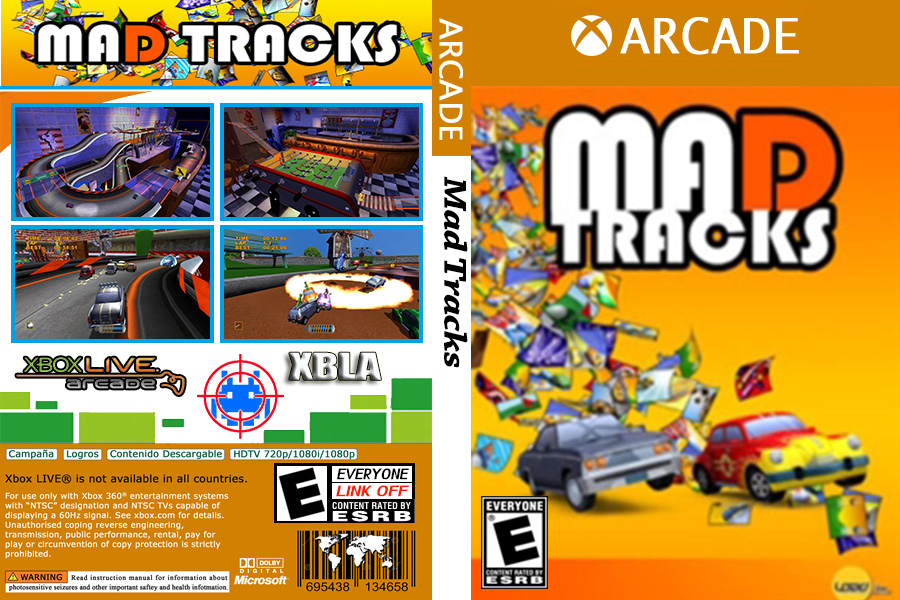 MAD TRACKS
XBOX LIVE
arcade
XBLA
Campaña
Logros
Contenido Descargable
HDTV 720p/1080i/1080p
Xbox LIVE® is not available in all countries.
For use only with Xbox 360® entertainment systems
with "NTSC" designation and NTSC TVs capable of
displaying a 60Hz signal. See xbox.com for details.
Unauthorised coping reverse engineering,
transmission, public performance, rental, pay for
play or circumvention of copy protection is strictly
prohibited.
WARNING Read instruction manual for information about
photosensitive seizures and other important saftey and health infotmation.
E
EVERYONE
LINK OFF
CONTENT RATED BY
ESRB
DOLBY
DIGITAL
Microsoft
695438 134658
ARCADE
Mad Tracks
ARCADE
MAD
TRACKS
EVERYONE
E
CONTENT RATED BY
ESRB